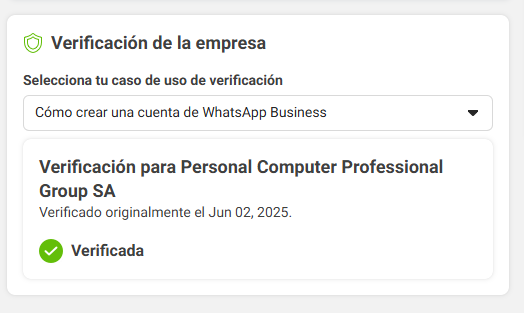 Verificación de la empresa
Selecciona tu caso de uso de verificación
Cómo crear una cuenta de WhatsApp Business
Verificación para Personal Computer Professional
Group SA
Verificado originalmente el Jun 02, 2025.
Verificada